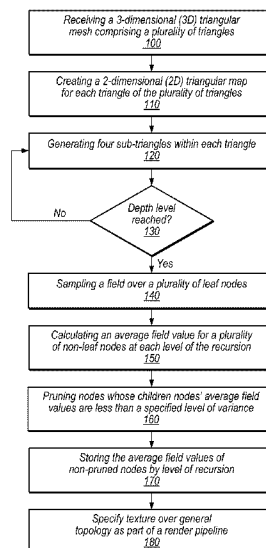 Receiving a 3-dimensional (3D) triangular
mesh comprising a plurality of triangles
100
Creating a 2-dimensional (2D) triangular map
for each triangle of the plurality of triangles
110
Generating four sub-triangles within each triangle
120
Depth level
reached?
130
No
Yes
Sampling a field over a plurality of leaf nodes
140
Calculating an average field value for a plurality
of non-leaf nodes at each level of the recursion
150
Pruning nodes whose children nodes' average field
values are less than a specified level of variance
160
Storing the average field values of
non-pruned nodes by level of recursion
170
Specify texture over general
topology as part of a render pipeline
180